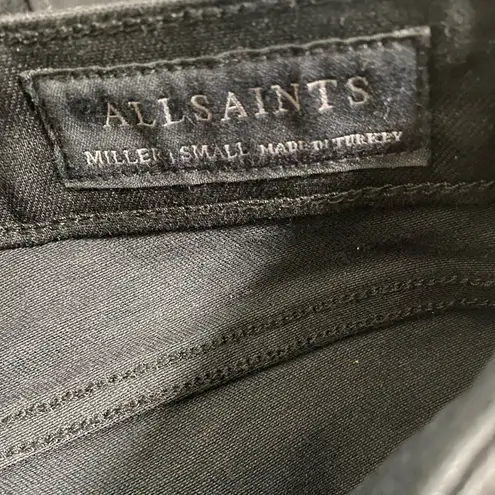 ALLSAINTS
MILLER | SMALL MADE IN TURKEY